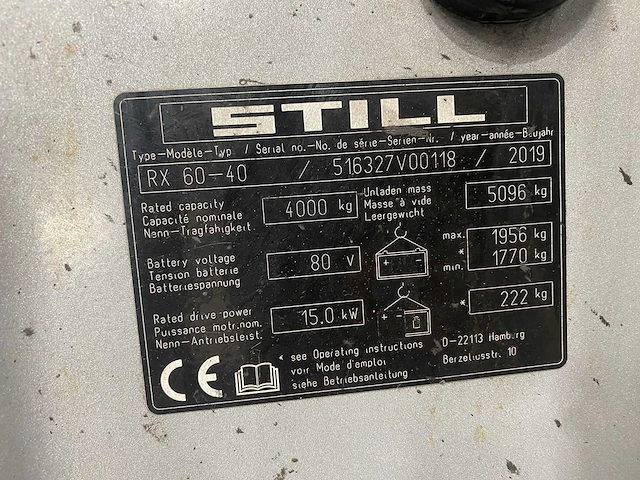 STILL
Type-Modèle-Typ / Serial no.-No. de série-Serien-Nr. / year-année-Baujahr
RX 60-40 / 516327V00118 / 2019
Rated capacity
Capacité nominale
Nenn-Tragfähigkeit
4000 kg
Unladen mass
Masse à vide
Leergewicht
5096 kg
Battery voltage
Tension batterie
Batteriespannung
80 V
+ -
max. 1956 kg
*
min. 1770 kg
Rated drive-power
Puissance motr.nom.
Nenn-Antriebsleist.
15.0 kW
+ -
* 222 kg
CE
* see Operating instructions
voir Mode d'emploi
siehe Betriebsanleitung
D-22113 Hamburg
Berzeliusstr. 10